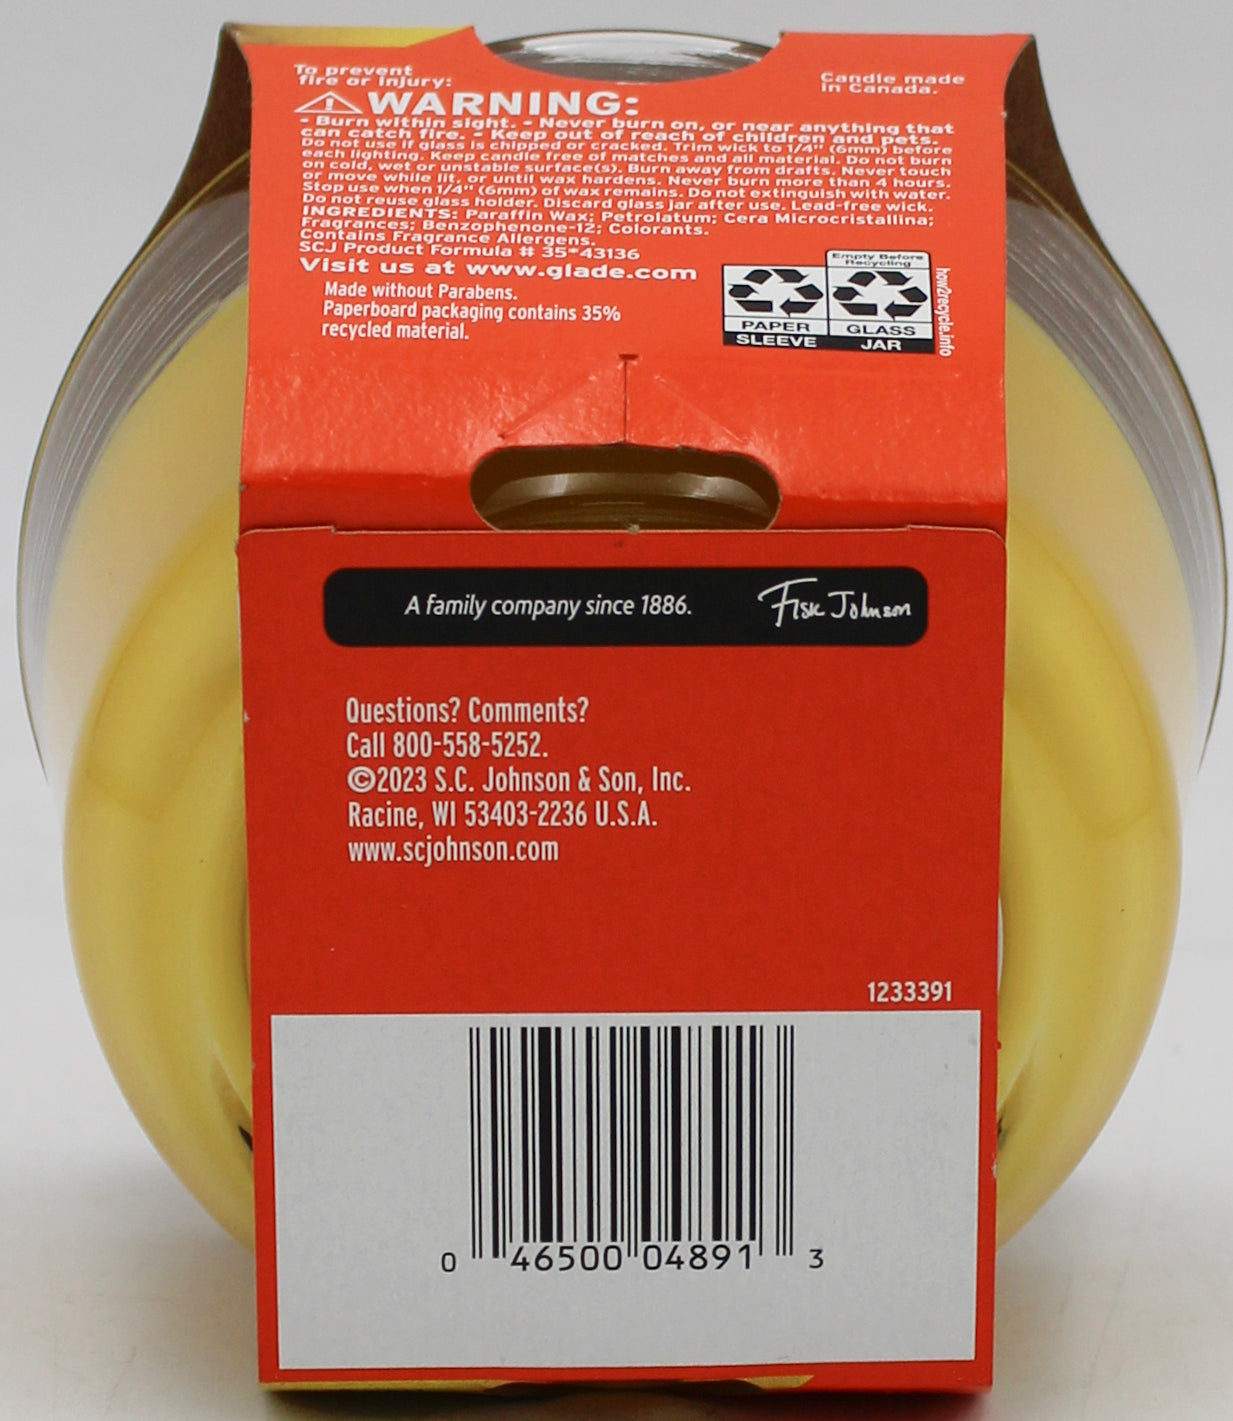 To prevent
fire or injury:
Candle made
in Canada.
WARNING:
- Burn within sight. - Never burn on, or near anything that
can catch fire. - Keep out of reach of children and pets.
Do not use if glass is chipped or cracked. Trim wick to 1/4" (6mm) before
each lighting. Keep candle free of matches and all material. Do not burn
on cold, wet or unstable surface(s). Burn away from drafts. Never touch
or move while lit, or until wax hardens. Never burn more than 4 hours.
Stop use when 1/4" (6mm) of wax remains. Do not extinguish with water.
Do not reuse glass holder. Discard glass jar after use. Lead-free wick.
INGREDIENTS: Paraffin Wax; Petrolatum; Cera Microcristallina;
Fragrances; Benzophenone-12; Colorants.
Contains Fragrance Allergens.
SCJ Product Formula # 35*43136
Visit us at www.glade.com
Made without Parabens.
Paperboard packaging contains 35%
recycled material.
Empty Before
Recycling
PAPER
SLEEVE
GLASS
JAR
how2recycle.info
A family company since 1886.
Fisk Johnson
Questions? Comments?
Call 800-558-5252.
©2023 S.C. Johnson & Son, Inc.
Racine, WI 53403-2236 U.S.A.
www.scjohnson.com
1233391
0 46500 04891 3